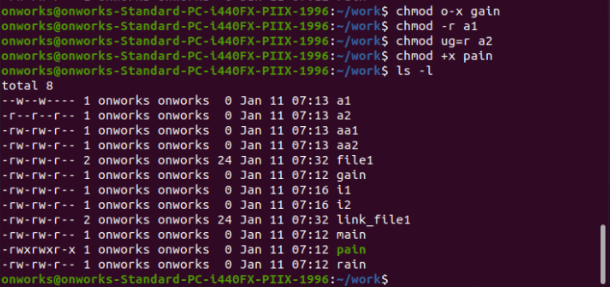 onworks@onworks-Standard-PC-i440FX-PIIX-1996:~/work$ chmod o-x gain
onworks@onworks-Standard-PC-i440FX-PIIX-1996:~/work$ chmod -r a1
onworks@onworks-Standard-PC-i440FX-PIIX-1996:~/work$ chmod ug=r a2
onworks@onworks-Standard-PC-i440FX-PIIX-1996:~/work$ chmod +x pain
onworks@onworks-Standard-PC-i440FX-PIIX-1996:~/work$ ls -l
total 8
--w--w---- 1 onworks onworks  0 Jan 11 07:13 a1
-r--r--r-- 1 onworks onworks  0 Jan 11 07:13 a2
-rw-rw-r-- 1 onworks onworks  0 Jan 11 07:13 aa1
-rw-rw-r-- 1 onworks onworks  0 Jan 11 07:13 aa2
-rw-rw-r-- 2 onworks onworks 24 Jan 11 07:32 file1
-rw-rw-r-- 1 onworks onworks  0 Jan 11 07:12 gain
-rw-rw-r-- 1 onworks onworks  0 Jan 11 07:16 i1
-rw-rw-r-- 1 onworks onworks  0 Jan 11 07:16 i2
-rw-rw-r-- 2 onworks onworks 24 Jan 11 07:32 link_file1
-rw-rw-r-- 1 onworks onworks  0 Jan 11 07:12 main
-rwxrwxr-x 1 onworks onworks  0 Jan 11 07:12 pain
-rw-rw-r-- 1 onworks onworks  0 Jan 11 07:12 rain
onworks@onworks-Standard-PC-i440FX-PIIX-1996:~/work$